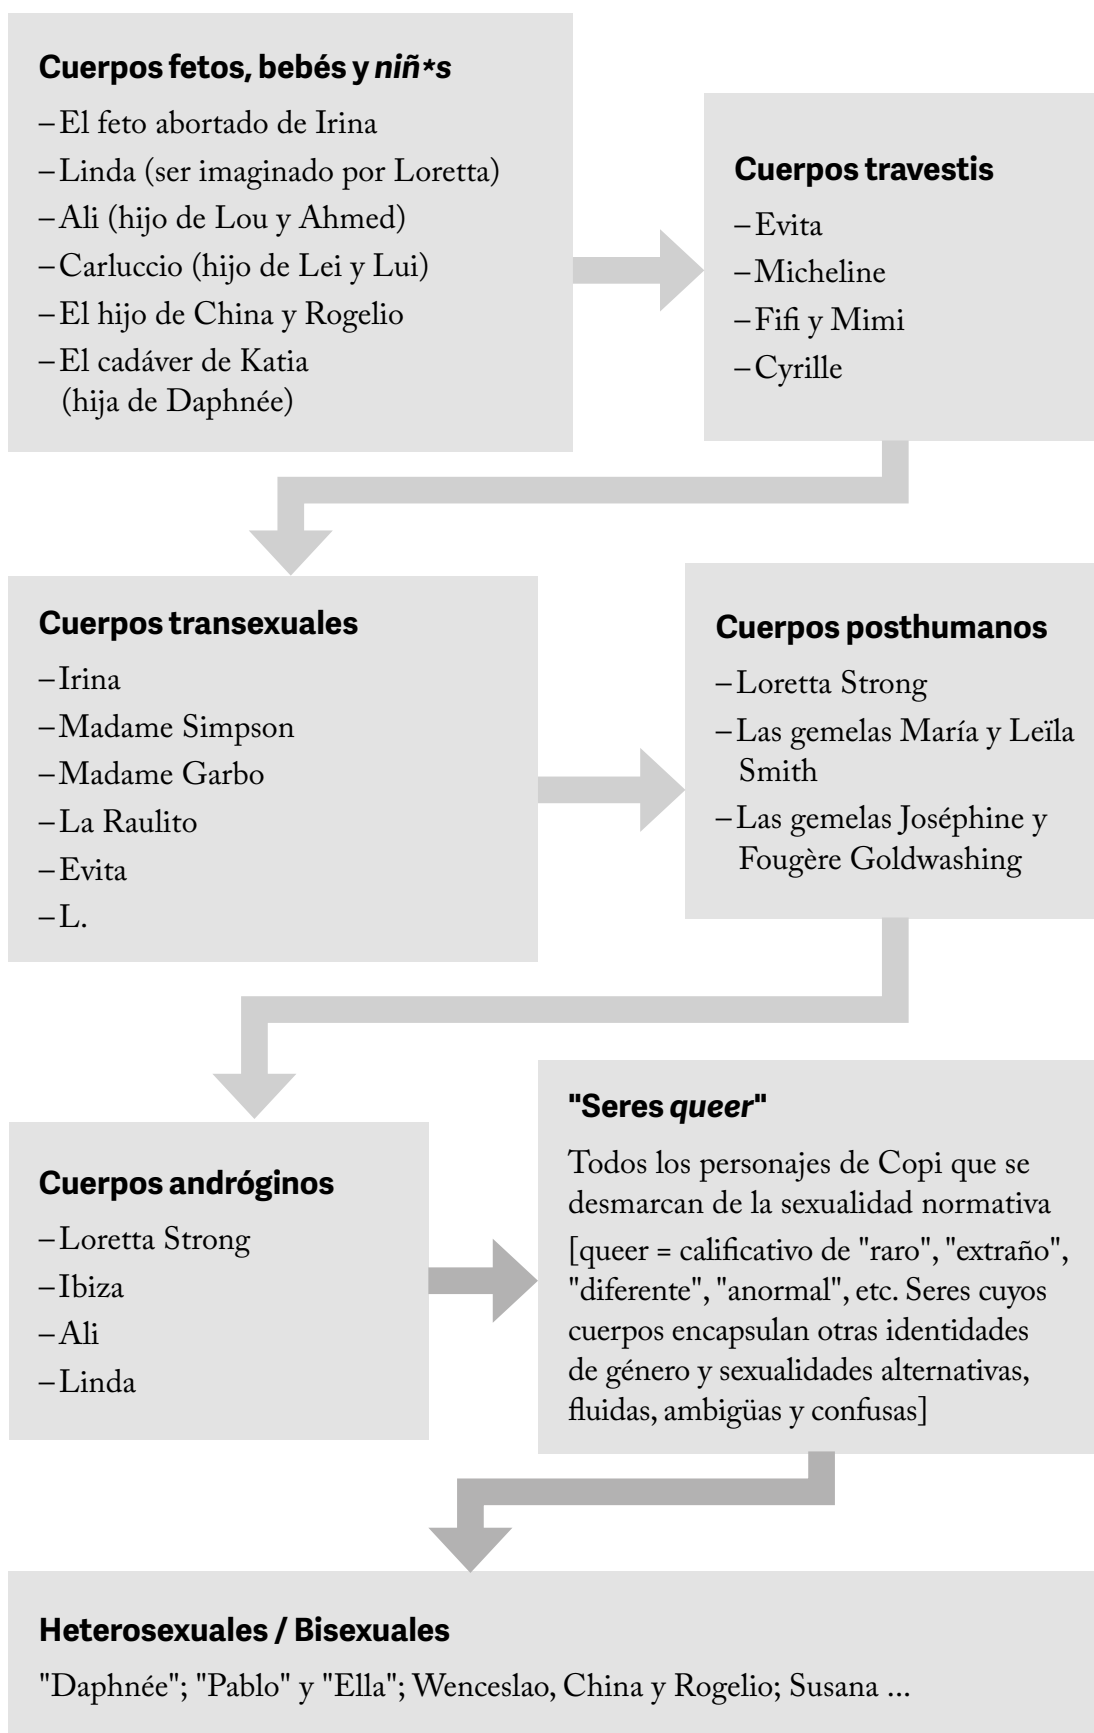 Cuerpos fetos, bebés y niñ*s
–El feto abortado de Irina
–Linda (ser imaginado por Loretta)
–Ali (hijo de Lou y Ahmed)
–Carluccio (hijo de Lei y Lui)
–El hijo de China y Rogelio
–El cadáver de Katia
(hija de Daphnée)
Cuerpos travestis
–Evita
–Micheline
–Fifi y Mimi
–Cyrille
Cuerpos transexuales
–Irina
–Madame Simpson
–Madame Garbo
–La Raulito
–Evita
–L.
Cuerpos posthumanos
–Loretta Strong
–Las gemelas María y Leïla
Smith
–Las gemelas Joséphine y
Fougère Goldwashing
Cuerpos andróginos
–Loretta Strong
–Ibiza
–Ali
–Linda
"Seres queer"
Todos los personajes de Copi que se
desmarcan de la sexualidad normativa
[queer = calificativo de "raro", "extraño",
"diferente", "anormal", etc. Seres cuyos
cuerpos encapsulan otras identidades
de género y sexualidades alternativas,
fluidas, ambigüas y confusas]
Heterosexuales / Bisexuales
"Daphnée"; "Pablo" y "Ella"; Wenceslao, China y Rogelio; Susana ...